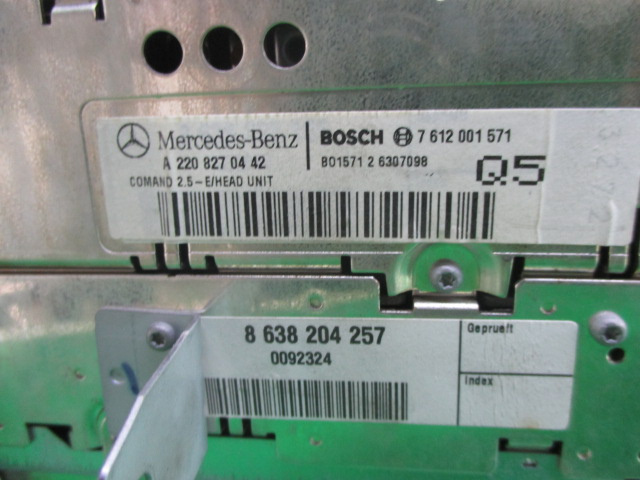 Mercedes-Benz BOSCH 7 612 001 571
A 220 827 04 42 BO1571 2 6307098
COMAND 2.5-E/HEAD UNIT Q5
8 638 204 257
0092324
Geprueft
Index